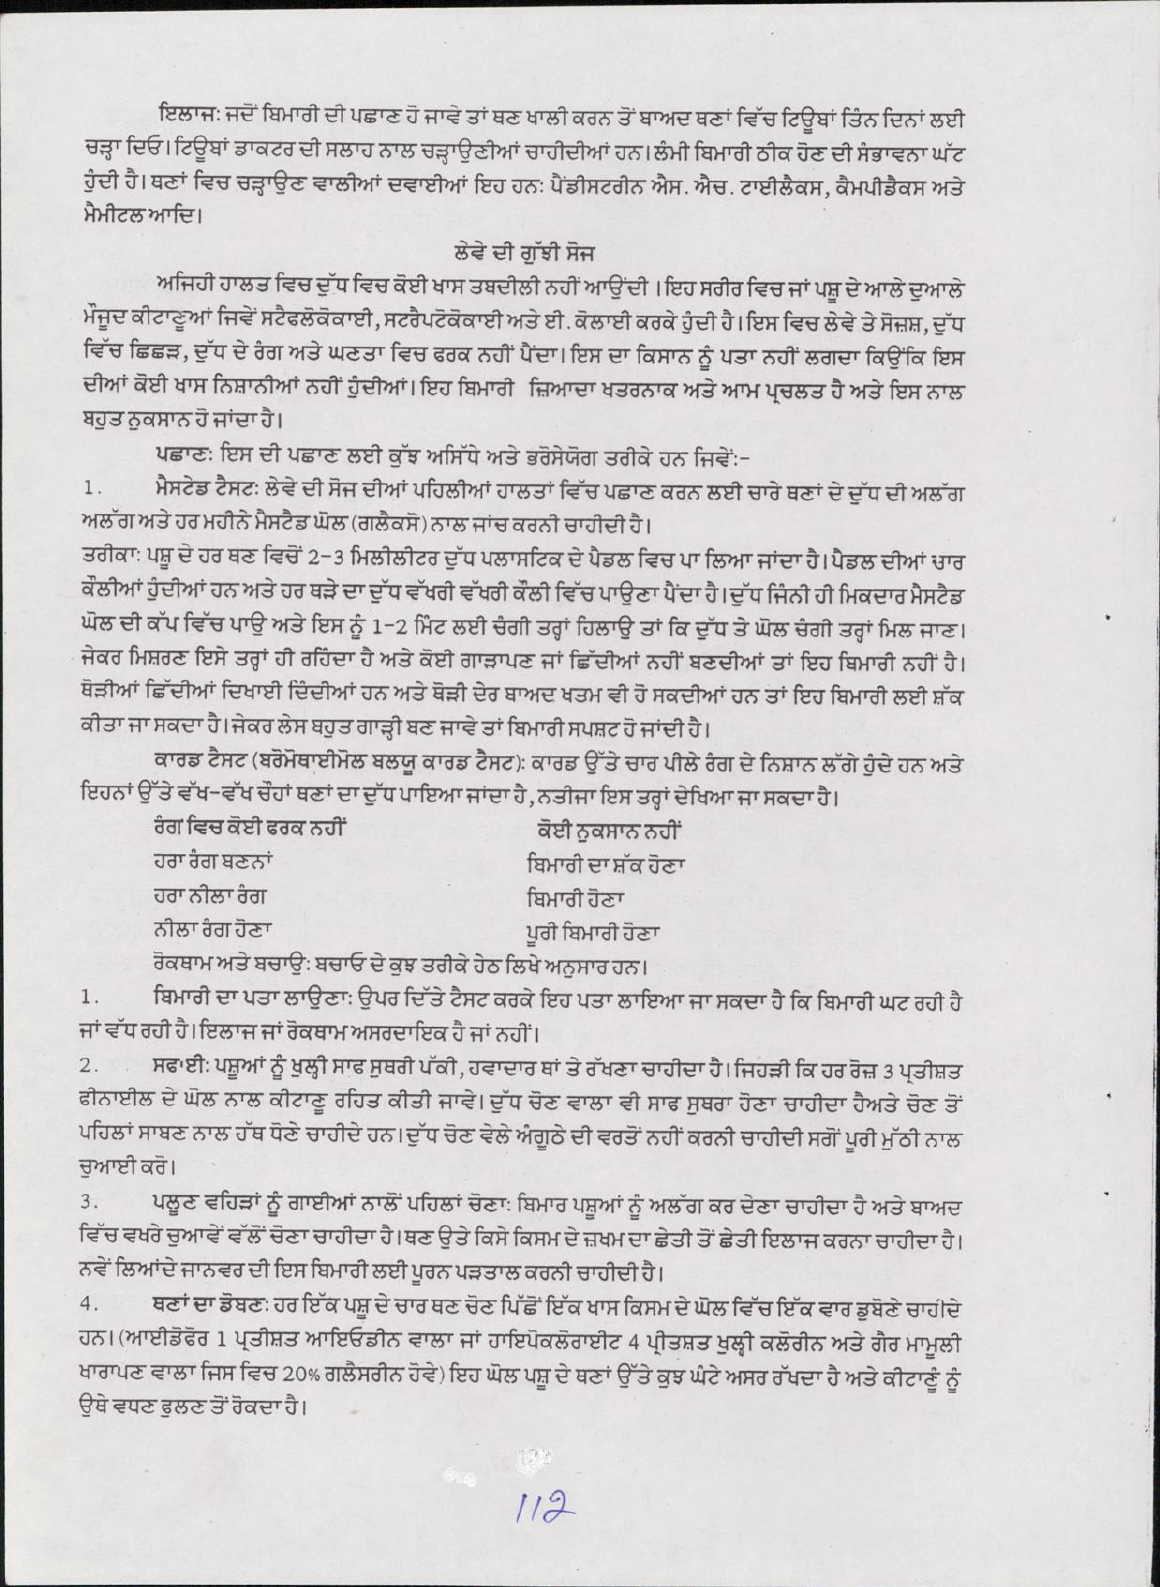 ਇਲਾਜ: ਜਦੋਂ ਬਿਮਾਰੀ ਦੀ ਪਛਾਣ ਹੋ ਜਾਵੇ ਤਾਂ ਥਣ ਖਾਲੀ ਕਰਨ ਤੋਂ ਬਾਅਦ ਥਣਾਂ ਵਿੱਚ ਟਿਊਬਾਂ ਤਿੰਨ ਦਿਨਾਂ ਲਈ
ਚੜ੍ਹਾ ਦਿਓ। ਟਿਊਬਾਂ ਡਾਕਟਰ ਦੀ ਸਲਾਹ ਨਾਲ ਚੜ੍ਹਾਉਣੀਆਂ ਚਾਹੀਦੀਆਂ ਹਨ। ਲੰਮੀ ਬਿਮਾਰੀ ਠੀਕ ਹੋਣ ਦੀ ਸੰਭਾਵਨਾ ਘੱਟ
ਹੁੰਦੀ ਹੈ। ਥਣਾਂ ਵਿਚ ਚੜ੍ਹਾਉਣ ਵਾਲੀਆਂ ਦਵਾਈਆਂ ਇਹ ਹਨ: ਪੈਂਡੀਸਟਰੀਨ ਐਸ. ਐਚ. ਟਾਈਲੈਕਸ, ਕੈਮਪੀਡੈਕਸ ਅਤੇ
ਮੈਮੀਟਲ ਆਦਿ।
ਲੇਵੇ ਦੀ ਗੁੱਝੀ ਸੋਜ
ਅਜਿਹੀ ਹਾਲਤ ਵਿਚ ਦੁੱਧ ਵਿਚ ਕੋਈ ਖਾਸ ਤਬਦੀਲੀ ਨਹੀਂ ਆਉਂਦੀ । ਇਹ ਸਰੀਰ ਵਿਚ ਜਾਂ ਪਸ਼ੂ ਦੇ ਆਲੇ ਦੁਆਲੇ
ਮੌਜੂਦ ਕੀਟਾਣੂਆਂ ਜਿਵੇਂ ਸਟੈਫਲੋਕੋਕਾਈ, ਸਟਰੈਪਟੋਕੋਕਾਈ ਅਤੇ ਈ. ਕੋਲਾਈ ਕਰਕੇ ਹੁੰਦੀ ਹੈ। ਇਸ ਵਿਚ ਲੇਵੇ ਤੇ ਸੋਜ਼ਸ਼, ਦੁੱਧ
ਵਿੱਚ ਛਿਛੜ, ਦੁੱਧ ਦੇ ਰੰਗ ਅਤੇ ਘਣਤਾ ਵਿਚ ਫਰਕ ਨਹੀਂ ਪੈਂਦਾ। ਇਸ ਦਾ ਕਿਸਾਨ ਨੂੰ ਪਤਾ ਨਹੀਂ ਲਗਦਾ ਕਿਉਂਕਿ ਇਸ
ਦੀਆਂ ਕੋਈ ਖਾਸ ਨਿਸ਼ਾਨੀਆਂ ਨਹੀਂ ਹੁੰਦੀਆਂ। ਇਹ ਬਿਮਾਰੀ ਜ਼ਿਆਦਾ ਖਤਰਨਾਕ ਅਤੇ ਆਮ ਪ੍ਰਚਲਤ ਹੈ ਅਤੇ ਇਸ ਨਾਲ
ਬਹੁਤ ਨੁਕਸਾਨ ਹੋ ਜਾਂਦਾ ਹੈ।
ਪਛਾਣ: ਇਸ ਦੀ ਪਛਾਣ ਲਈ ਕੁੱਝ ਅਸਿੱਧੇ ਅਤੇ ਭਰੋਸੇਯੋਗ ਤਰੀਕੇ ਹਨ ਜਿਵੇਂ:-
1. ਮੈਸਟੇਡ ਟੈਸਟ: ਲੇਵੇ ਦੀ ਸੋਜ ਦੀਆਂ ਪਹਿਲੀਆਂ ਹਾਲਤਾਂ ਵਿੱਚ ਪਛਾਣ ਕਰਨ ਲਈ ਚਾਰੇ ਥਣਾਂ ਦੇ ਦੁੱਧ ਦੀ ਅਲੱਗ
ਅਲੱਗ ਅਤੇ ਹਰ ਮਹੀਨੇ ਮੈਸਟੈਡ ਘੋਲ (ਗਲੈਕਸੋ) ਨਾਲ ਜਾਂਚ ਕਰਨੀ ਚਾਹੀਦੀ ਹੈ।
ਤਰੀਕਾ: ਪਸ਼ੂ ਦੇ ਹਰ ਥਣ ਵਿਚੋਂ 2-3 ਮਿਲੀਲੀਟਰ ਦੁੱਧ ਪਲਾਸਟਿਕ ਦੇ ਪੈਡਲ ਵਿਚ ਪਾ ਲਿਆ ਜਾਂਦਾ ਹੈ। ਪੈਡਲ ਦੀਆਂ ਚਾਰ
ਕੌਲੀਆਂ ਹੁੰਦੀਆਂ ਹਨ ਅਤੇ ਹਰ ਥੜੇ ਦਾ ਦੁੱਧ ਵੱਖਰੀ ਵੱਖਰੀ ਕੌਲੀ ਵਿੱਚ ਪਾਉਣਾ ਪੈਂਦਾ ਹੈ। ਦੁੱਧ ਜਿੰਨੀ ਹੀ ਮਿਕਦਾਰ ਮੈਸਟੈਡ
ਘੋਲ ਦੀ ਕੱਪ ਵਿੱਚ ਪਾਉ ਅਤੇ ਇਸ ਨੂੰ 1-2 ਮਿੰਟ ਲਈ ਚੰਗੀ ਤਰ੍ਹਾਂ ਹਿਲਾਉ ਤਾਂ ਕਿ ਦੁੱਧ ਤੇ ਘੋਲ ਚੰਗੀ ਤਰ੍ਹਾਂ ਮਿਲ ਜਾਣ।
ਜੇਕਰ ਮਿਸ਼ਰਣ ਇਸੇ ਤਰ੍ਹਾਂ ਹੀ ਰਹਿੰਦਾ ਹੈ ਅਤੇ ਕੋਈ ਗਾੜਾਪਣ ਜਾਂ ਛਿੱਦੀਆਂ ਨਹੀਂ ਬਣਦੀਆਂ ਤਾਂ ਇਹ ਬਿਮਾਰੀ ਨਹੀਂ ਹੈ।
ਥੋੜੀਆਂ ਛਿੱਦੀਆਂ ਦਿਖਾਈ ਦਿੰਦੀਆਂ ਹਨ ਅਤੇ ਥੋੜੀ ਦੇਰ ਬਾਅਦ ਖਤਮ ਵੀ ਹੋ ਸਕਦੀਆਂ ਹਨ ਤਾਂ ਇਹ ਬਿਮਾਰੀ ਲਈ ਸ਼ੱਕ
ਕੀਤਾ ਜਾ ਸਕਦਾ ਹੈ। ਜੇਕਰ ਲੇਸ ਬਹੁਤ ਗਾੜ੍ਹੀ ਬਣ ਜਾਵੇ ਤਾਂ ਬਿਮਾਰੀ ਸਪਸ਼ਟ ਹੋ ਜਾਂਦੀ ਹੈ।
ਕਾਰਡ ਟੈਸਟ (ਬਰੋਮੋਥਾਈਮੋਲ ਬਲਯੂ ਕਾਰਡ ਟੈਸਟ): ਕਾਰਡ ਉੱਤੇ ਚਾਰ ਪੀਲੇ ਰੰਗ ਦੇ ਨਿਸ਼ਾਨ ਲੱਗੇ ਹੁੰਦੇ ਹਨ ਅਤੇ
ਇਹਨਾਂ ਉੱਤੇ ਵੱਖ-ਵੱਖ ਚੌਹਾਂ ਥਣਾਂ ਦਾ ਦੁੱਧ ਪਾਇਆ ਜਾਂਦਾ ਹੈ, ਨਤੀਜਾ ਇਸ ਤਰ੍ਹਾਂ ਦੇਖਿਆ ਜਾ ਸਕਦਾ ਹੈ।
ਰੰਗ ਵਿਚ ਕੋਈ ਫਰਕ ਨਹੀਂ ਕੋਈ ਨੁਕਸਾਨ ਨਹੀਂ
ਹਰਾ ਰੰਗ ਬਣਨਾਂ ਬਿਮਾਰੀ ਦਾ ਸ਼ੱਕ ਹੋਣਾ
ਹਰਾ ਨੀਲਾ ਰੰਗ ਬਿਮਾਰੀ ਹੋਣਾ
ਨੀਲਾ ਰੰਗ ਹੋਣਾ ਪੂਰੀ ਬਿਮਾਰੀ ਹੋਣਾ
ਰੋਕਥਾਮ ਅਤੇ ਬਚਾਉ: ਬਚਾਓ ਦੇ ਕੁਝ ਤਰੀਕੇ ਹੇਠ ਲਿਖੇ ਅਨੁਸਾਰ ਹਨ।
1. ਬਿਮਾਰੀ ਦਾ ਪਤਾ ਲਾਉਣਾ: ਉਪਰ ਦਿੱਤੇ ਟੈਸਟ ਕਰਕੇ ਇਹ ਪਤਾ ਲਾਇਆ ਜਾ ਸਕਦਾ ਹੈ ਕਿ ਬਿਮਾਰੀ ਘਟ ਰਹੀ ਹੈ
ਜਾਂ ਵੱਧ ਰਹੀ ਹੈ। ਇਲਾਜ ਜਾਂ ਰੋਕਥਾਮ ਅਸਰਦਾਇਕ ਹੈ ਜਾਂ ਨਹੀਂ।
2. ਸਫਾਈ: ਪਸ਼ੂਆਂ ਨੂੰ ਖੁਲ੍ਹੀ ਸਾਫ ਸੁਥਰੀ ਪੱਕੀ, ਹਵਾਦਾਰ ਥਾਂ ਤੇ ਰੱਖਣਾ ਚਾਹੀਦਾ ਹੈ। ਜਿਹੜੀ ਕਿ ਹਰ ਰੋਜ਼ 3 ਪ੍ਰਤੀਸ਼ਤ
ਫੀਨਾਈਲ ਦੇ ਘੋਲ ਨਾਲ ਕੀਟਾਣੂ ਰਹਿਤ ਕੀਤੀ ਜਾਵੇ। ਦੁੱਧ ਚੋਣ ਵਾਲਾ ਵੀ ਸਾਫ ਸੁਥਰਾ ਹੋਣਾ ਚਾਹੀਦਾ ਹੈਅਤੇ ਚੋਣ ਤੋਂ
ਪਹਿਲਾਂ ਸਾਬਣ ਨਾਲ ਹੱਥ ਧੋਣੇ ਚਾਹੀਦੇ ਹਨ। ਦੁੱਧ ਚੋਣ ਵੇਲੇ ਅੰਗੂਠੇ ਦੀ ਵਰਤੋਂ ਨਹੀਂ ਕਰਨੀ ਚਾਹੀਦੀ ਸਗੋਂ ਪੂਰੀ ਮੁੱਠੀ ਨਾਲ
ਚੁਆਈ ਕਰੋ।
3. ਪਲੂਣ ਵਹਿੜਾਂ ਨੂੰ ਗਾਈਆਂ ਨਾਲੋਂ ਪਹਿਲਾਂ ਚੋਣਾ: ਬਿਮਾਰ ਪਸ਼ੂਆਂ ਨੂੰ ਅਲੱਗ ਕਰ ਦੇਣਾ ਚਾਹੀਦਾ ਹੈ ਅਤੇ ਬਾਅਦ
ਵਿੱਚ ਵਖਰੇ ਚੁਆਵੇਂ ਵੱਲੋਂ ਚੋਣਾ ਚਾਹੀਦਾ ਹੈ। ਥਣ ਉਤੇ ਕਿਸੇ ਕਿਸਮ ਦੇ ਜ਼ਖਮ ਦਾ ਛੇਤੀ ਤੋਂ ਛੇਤੀ ਇਲਾਜ ਕਰਨਾ ਚਾਹੀਦਾ ਹੈ।
ਨਵੇਂ ਲਿਆਂਦੇ ਜਾਨਵਰ ਦੀ ਇਸ ਬਿਮਾਰੀ ਲਈ ਪੂਰਨ ਪੜਤਾਲ ਕਰਨੀ ਚਾਹੀਦੀ ਹੈ।
4. ਥਣਾਂ ਦਾ ਡੋਬਣ: ਹਰ ਇੱਕ ਪਸ਼ੂ ਦੇ ਚਾਰ ਥਣ ਚੋਣ ਪਿੱਛੋਂ ਇੱਕ ਖਾਸ ਕਿਸਮ ਦੇ ਘੋਲ ਵਿੱਚ ਇੱਕ ਵਾਰ ਡੁਬੋਣੇ ਚਾਹੀਦੇ
ਹਨ। (ਆਈਡੋਫੋਰ 1 ਪ੍ਰਤੀਸ਼ਤ ਆਇਓਡੀਨ ਵਾਲਾ ਜਾਂ ਹਾਇਪੋਕਲੋਰਾਈਟ 4 ਪ੍ਰੀਤਸ਼ਤ ਖੁਲ੍ਹੀ ਕਲੋਰੀਨ ਅਤੇ ਗੈਰ ਮਾਮੂਲੀ
ਖਾਰਾਪਣ ਵਾਲਾ ਜਿਸ ਵਿਚ 20% ਗਲੈਸਰੀਨ ਹੋਵੇ) ਇਹ ਘੋਲ ਪਸ਼ੂ ਦੇ ਥਣਾਂ ਉੱਤੇ ਕੁਝ ਘੰਟੇ ਅਸਰ ਰੱਖਦਾ ਹੈ ਅਤੇ ਕੀਟਾਣੂੰ ਨੂੰ
ਉਥੇ ਵਧਣ ਫੁਲਣ ਤੋਂ ਰੋਕਦਾ ਹੈ।
112